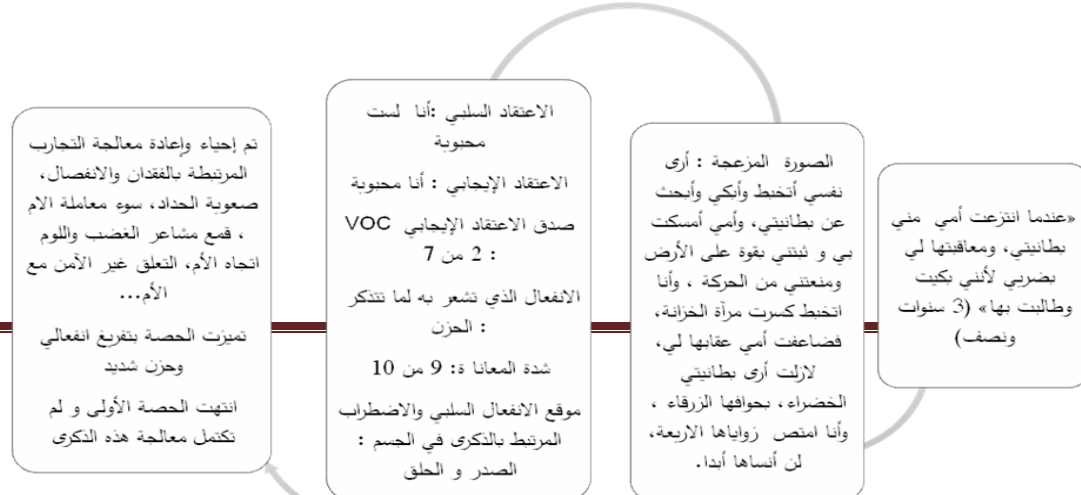 «عندما انتزعت أمي مني
بطانيتي، ومعاقبتها لي
بضربي لأنني بكيت
وطالبت بها» (3 سنوات
ونصف)
الصورة المزعجة : أرى
نفسي أتخبط وأبكي وأبحث
عن بطانيتي، وأمي أمسكت
بي و ثبتني بقوة على الأرض
ومنعتني من الحركة ، وأنا
اتخبط كسرت مرآة الخزانة،
فضاعفت أمي عقابها لي،
لازلت أرى بطانيتي
الخضراء، بحوافها الزرقاء ،
وأنا امتص زواياها الاربعة،
لن أنساها أبدا.
الاعتقاد السلبي :أنا لست
محبوبة
الاعتقاد الإيجابي : أنا محبوبة
صدق الاعتقاد الإيجابي VOC
: 2 من 7
الانفعال الذي تشعر به لما تتذكر
: الحزن
شدة المعانا ة: 9 من 10
موقع الانفعال السلبي والاضطراب
المرتبط بالذكرى في الجسم :
الصدر و الحلق
تم إحياء وإعادة معالجة التجارب
المرتبطة بالفقدان والانفصال،
صعوبة الحداد، سوء معاملة الام
، قمع مشاعر الغضب واللوم
اتجاه الأم، التعلق غير الآمن مع
الأم...
تميزت الحصة بتفريغ انفعالي
وحزن شديد
انتهت الحصة الأولى و لم
تكتمل معالجة هذه الذكرى